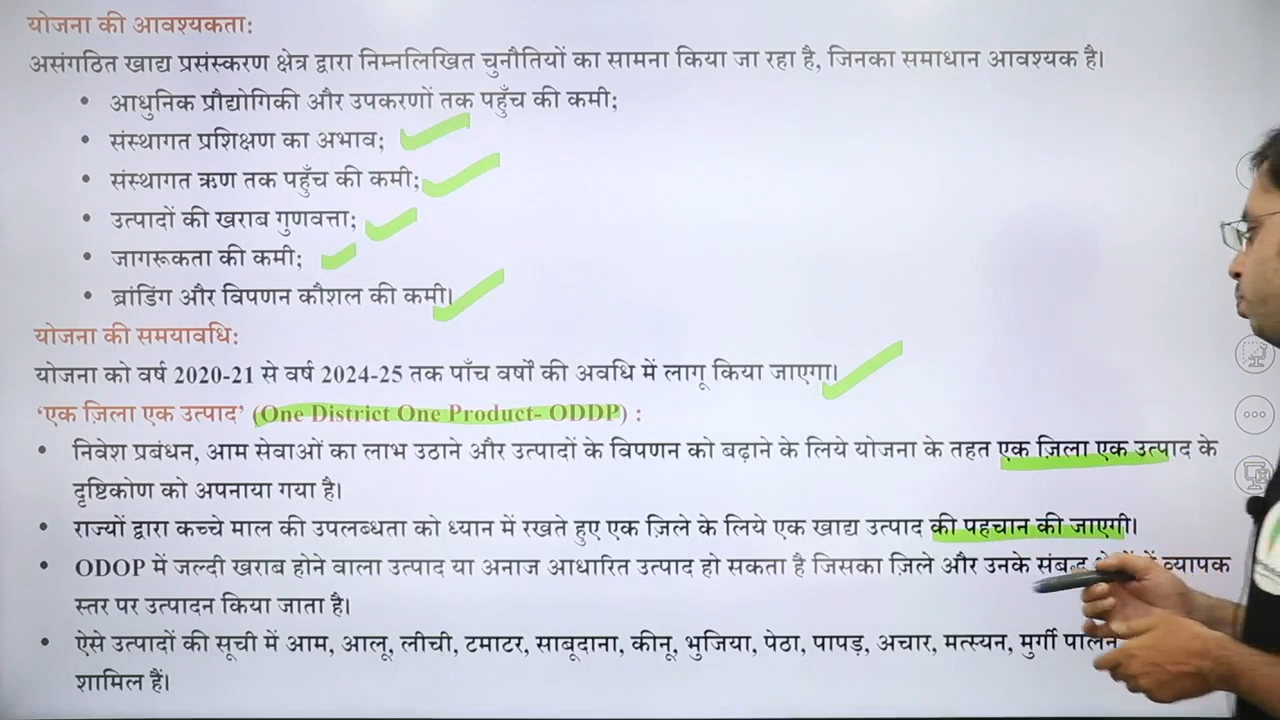 योजना की आवश्यकता:
असंगठित खाद्य प्रसंस्करण क्षेत्र द्वारा निम्नलिखित चुनौतियों का सामना किया जा रहा है, जिनका समाधान आवश्यक है।
• आधुनिक प्रौद्योगिकी और उपकरणों तक पहुँच की कमी;
• संस्थागत प्रशिक्षण का अभाव;
• संस्थागत ऋण तक पहुँच की कमी;
• उत्पादों की खराब गुणवत्ता;
• जागरूकता की कमी;
• ब्रांडिंग और विपणन कौशल की कमी।
योजना की समयावधि:
योजना को वर्ष 2020-21 से वर्ष 2024-25 तक पाँच वर्षों की अवधि में लागू किया जाएगा।
‘एक ज़िला एक उत्पाद’ (One District One Product- ODDP) :
• निवेश प्रबंधन, आम सेवाओं का लाभ उठाने और उत्पादों के विपणन को बढ़ाने के लिये योजना के तहत एक ज़िला एक उत्पाद के
दृष्टिकोण को अपनाया गया है।
• राज्यों द्वारा कच्चे माल की उपलब्धता को ध्यान में रखते हुए एक ज़िले के लिये एक खाद्य उत्पाद की पहचान की जाएगी।
• ODOP में जल्दी खराब होने वाला उत्पाद या अनाज आधारित उत्पाद हो सकता है जिसका ज़िले और उनके व्यापक
स्तर पर उत्पादन किया जाता है।
• ऐसे उत्पादों की सूची में आम, आलू, लीची, टमाटर, साबूदाना, कीनू, भुजिया, पेठा, पापड़, अचार, मत्स्यन, मुर्गी पालन
शामिल हैं।